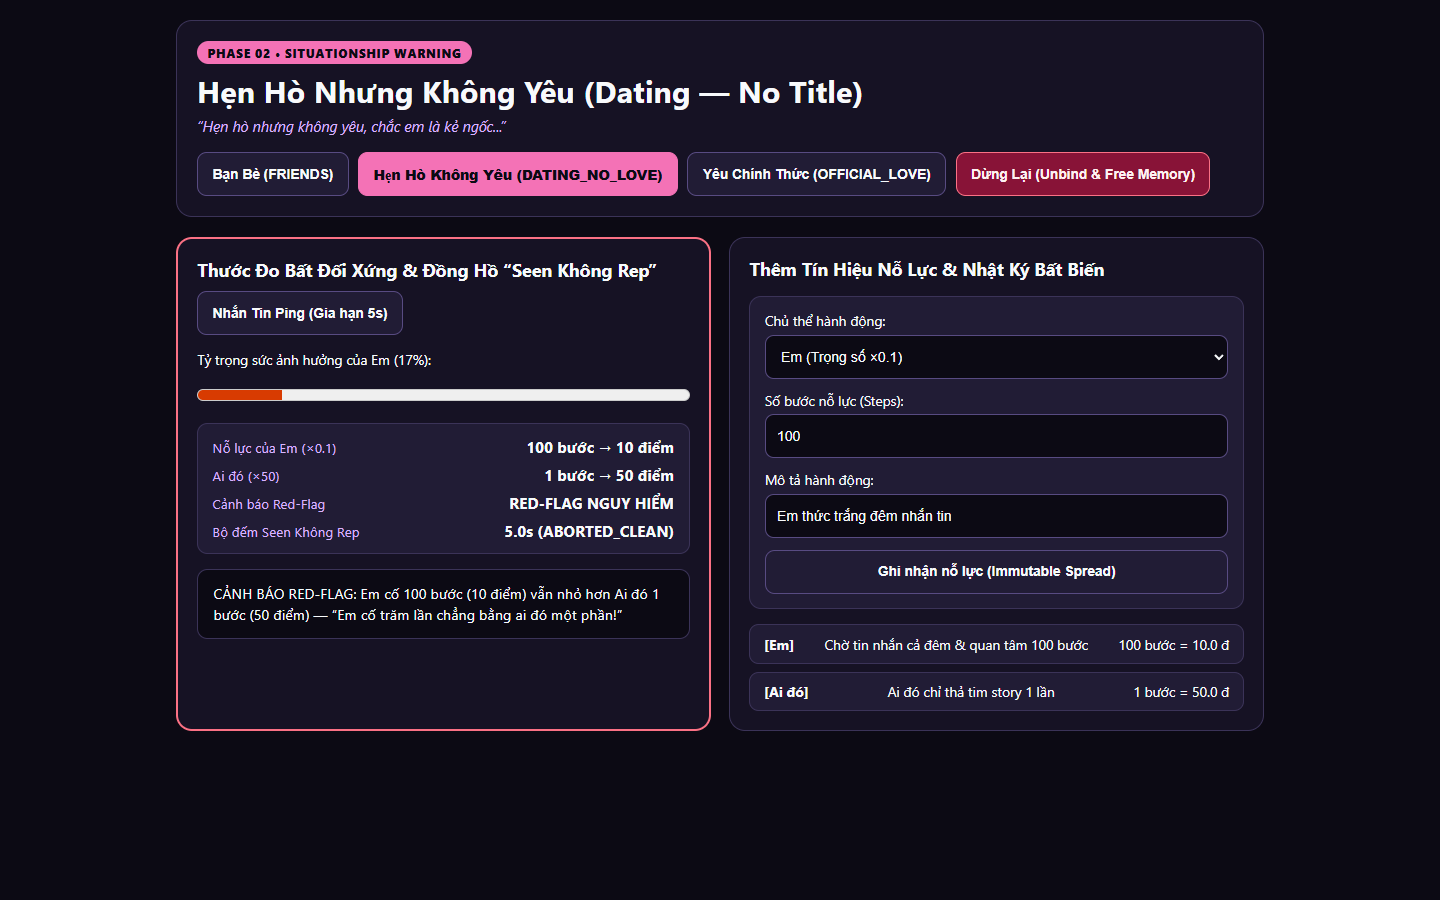 PHASE 02 • SITUATIONSHIP WARNING
Hẹn Hò Nhưng Không Yêu (Dating — No Title)
“Hẹn hò nhưng không yêu, chắc em là kẻ ngốc...”
Bạn Bè (FRIENDS)
Hẹn Hò Không Yêu (DATING_NO_LOVE)
Yêu Chính Thức (OFFICIAL_LOVE)
Dừng Lại (Unbind & Free Memory)
Thước Đo Bất Đối Xứng & Đồng Hồ “Seen Không Rep”
Nhắn Tin Ping (Gia hạn 5s)
Tỷ trọng sức ảnh hưởng của Em (17%):
Nỗ lực của Em (×0.1) 100 bước → 10 điểm
Ai đó (×50) 1 bước → 50 điểm
Cảnh báo Red-Flag RED-FLAG NGUY HIỂM
Bộ đếm Seen Không Rep 5.0s (ABORTED_CLEAN)
CẢNH BÁO RED-FLAG: Em cố 100 bước (10 điểm) vẫn nhỏ hơn Ai đó 1
bước (50 điểm) — “Em cố trăm lần chẳng bằng ai đó một phần!”
Thêm Tín Hiệu Nỗ Lực & Nhật Ký Bất Biến
Chủ thể hành động:
Em (Trọng số ×0.1)
Số bước nỗ lực (Steps):
100
Mô tả hành động:
Em thức trắng đêm nhắn tin
Ghi nhận nỗ lực (Immutable Spread)
[Em] Chờ tin nhắn cả đêm & quan tâm 100 bước 100 bước = 10.0 đ
[Ai đó] Ai đó chỉ thả tim story 1 lần 1 bước = 50.0 đ